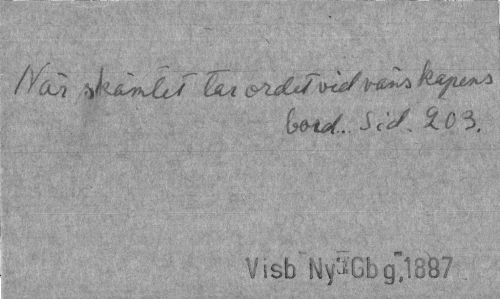 När skämtet tar ordet vid vänskapens
bord. Sid. 203.
Visb Ny Gbg, 1887